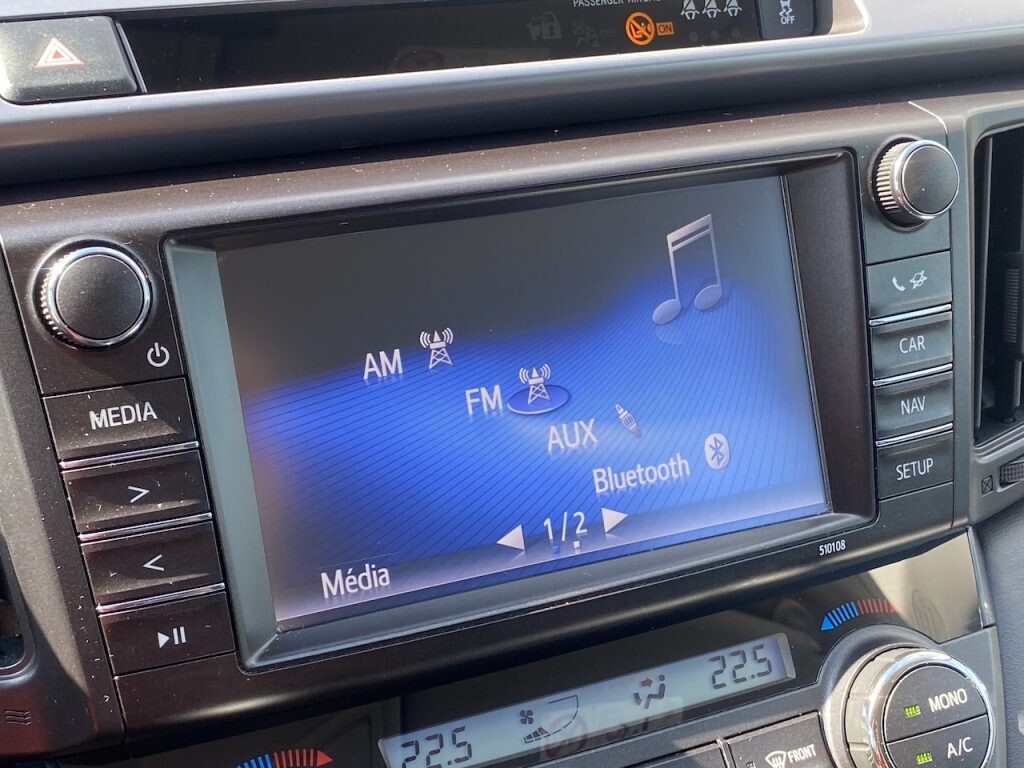 PASSENGER AIRBAG
OFF
ON
OFF
AM
FM
AUX
Bluetooth
1/2
Média
MEDIA
>
<
CAR
NAV
SETUP
510108
22.5
22.5
FRONT
MONO
A/C